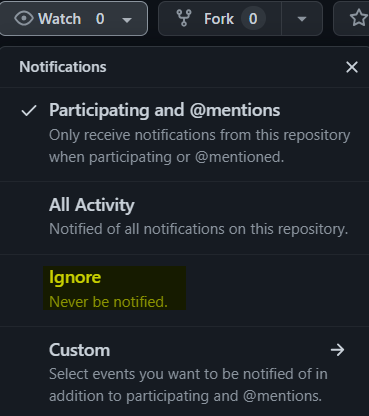 Watch 0 Fork 0
Notifications
Participating and @mentions
Only receive notifications from this repository
when participating or @mentioned.
All Activity
Notified of all notifications on this repository.
Ignore
Never be notified.
Custom
Select events you want to be notified of in
addition to participating and @mentions.